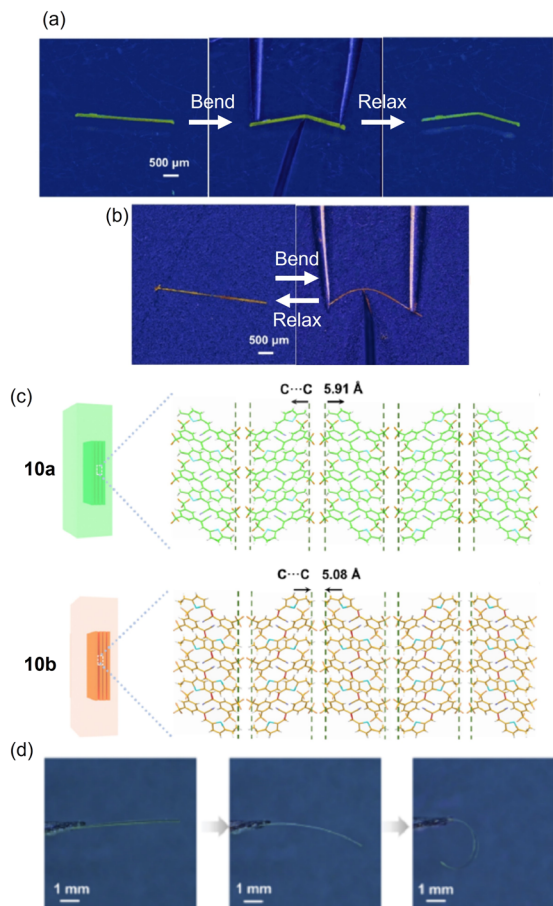 (a)
Bend
Relax
500 μm
(b)
Bend
Relax
500 μm
(c)
C···C 5.91 Å
10a
C···C 5.08 Å
10b
(d)
1 mm
1 mm
1 mm